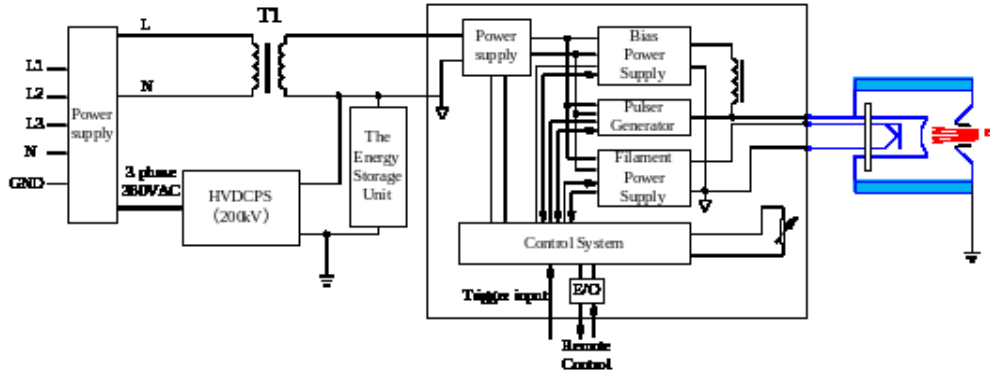 L
T1
Power
supply
Bias
Power
Supply
L1
L2
L3
N
GND
Power
supply
N
Pulser
Generator
The
Energy
Storage
Unit
Filament
Power
Supply
3 phase
380VAC
HVDCPS
(200kV)
Control System
Trigger input
E/O
Remote
Control